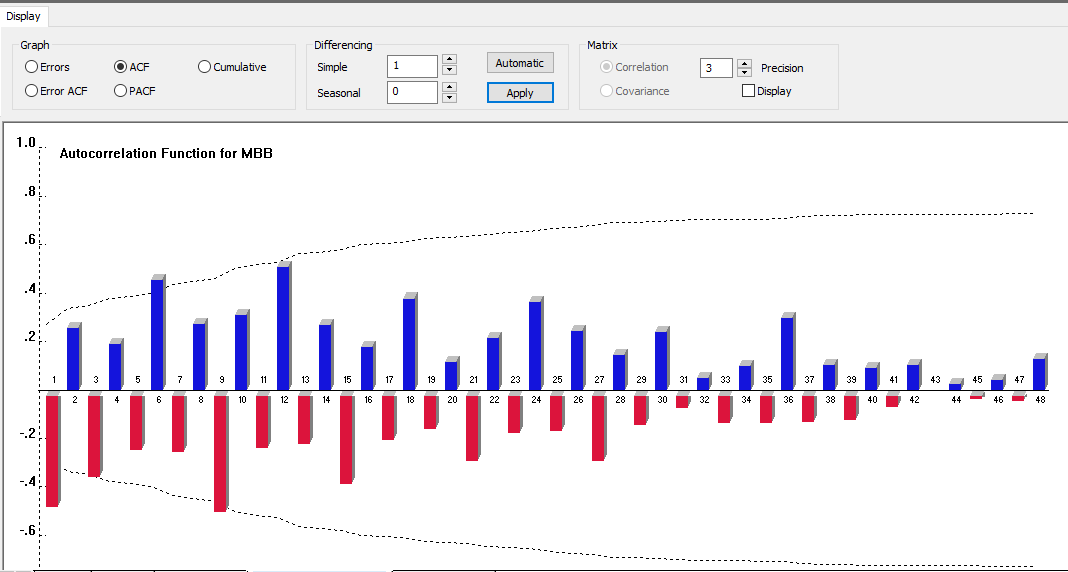 Display
Graph
Errors
ACF
Cumulative
Error ACF
PACF
Differencing
Simple 1 Automatic
Seasonal 0 Apply
Matrix
Correlation 3 Precision
Covariance Display
1.0
Autocorrelation Function for MBB
.8
.6
.4
.2
1 3 5 7 9 11 13 15 17 19 21 23 25 27 29 31 33 35 37 39 41 43 45 47
2 4 6 8 10 12 14 16 18 20 22 24 26 28 30 32 34 36 38 40 42 44 46 48
-.2
-.4
-.6